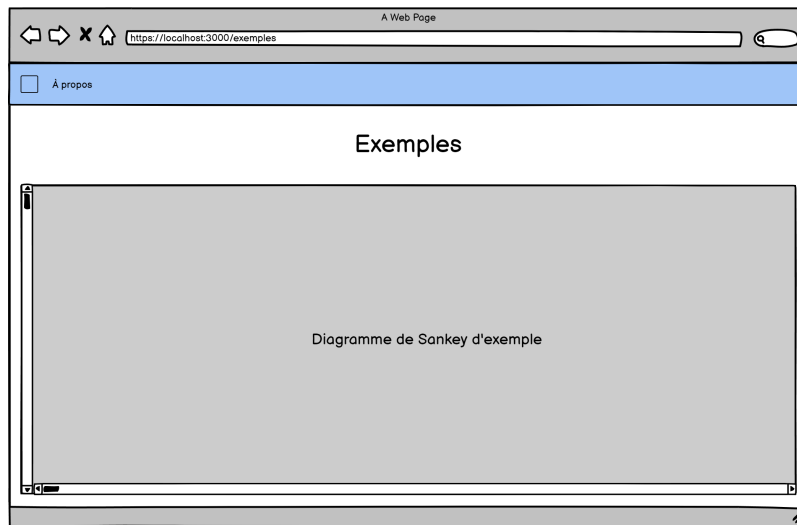 A Web Page
https://localhost:3000/exemples
À propos
Exemples
Diagramme de Sankey d'exemple